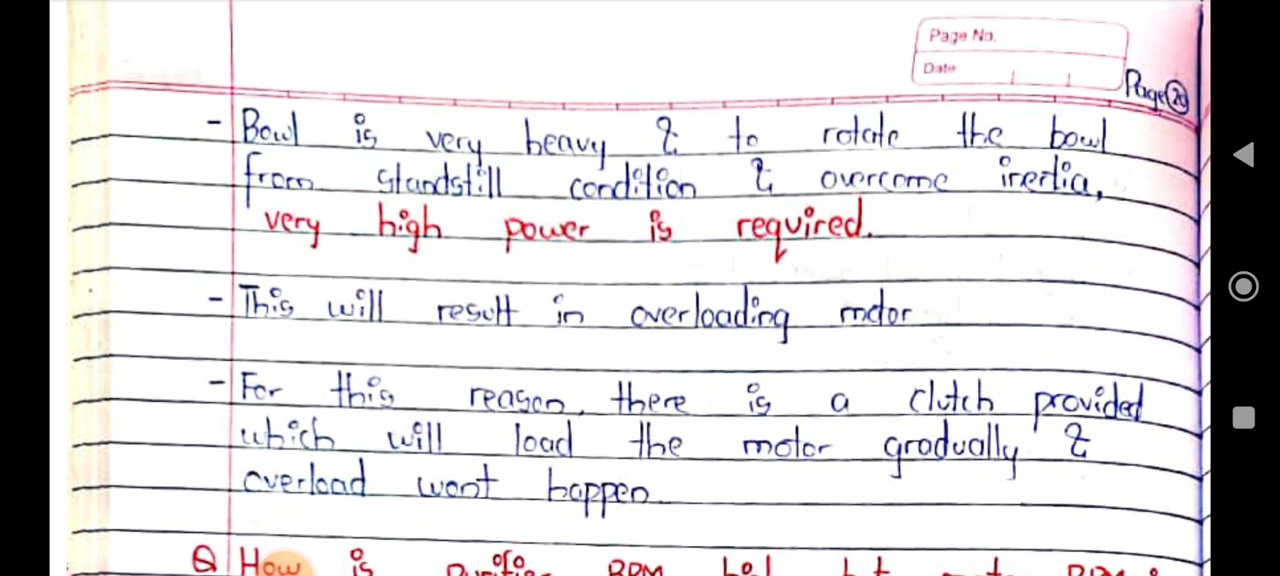 Page No.
Date
Page 20
- Bowl is very heavy & to rotate the bowl
from standstill condition & overcome inertia,
very high power is required.
- This will result in overloading motor
- For this reason, there is a clutch provided
which will load the motor gradually &
overload wont happen
Q How is RPM